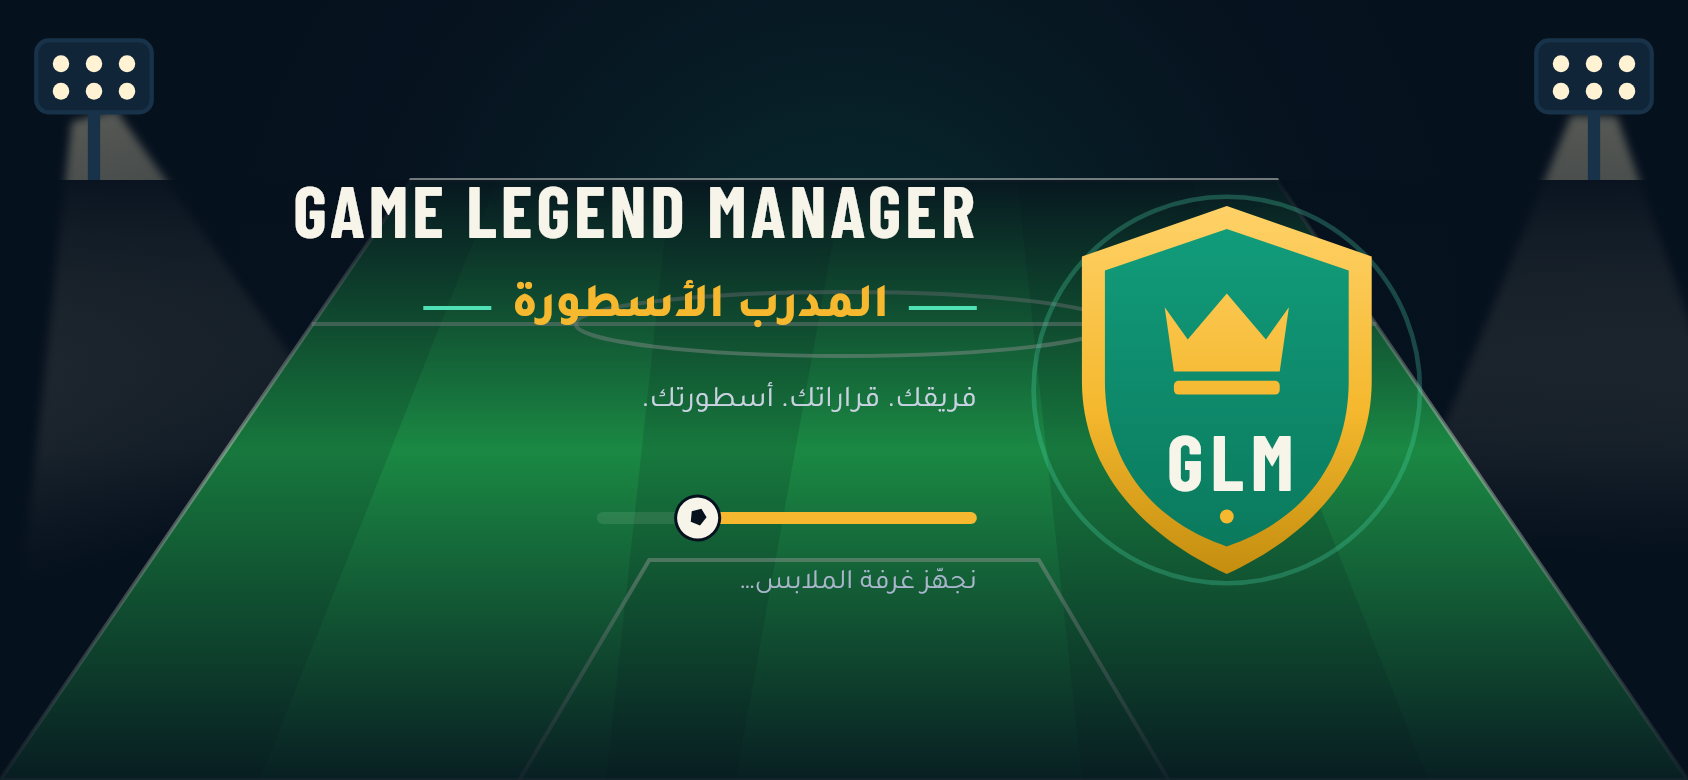 GAME LEGEND MANAGER
المدرب الأسطورة
فريقك. قراراتك. أسطورتك.
نجهّز غرفة الملابس...
GLM